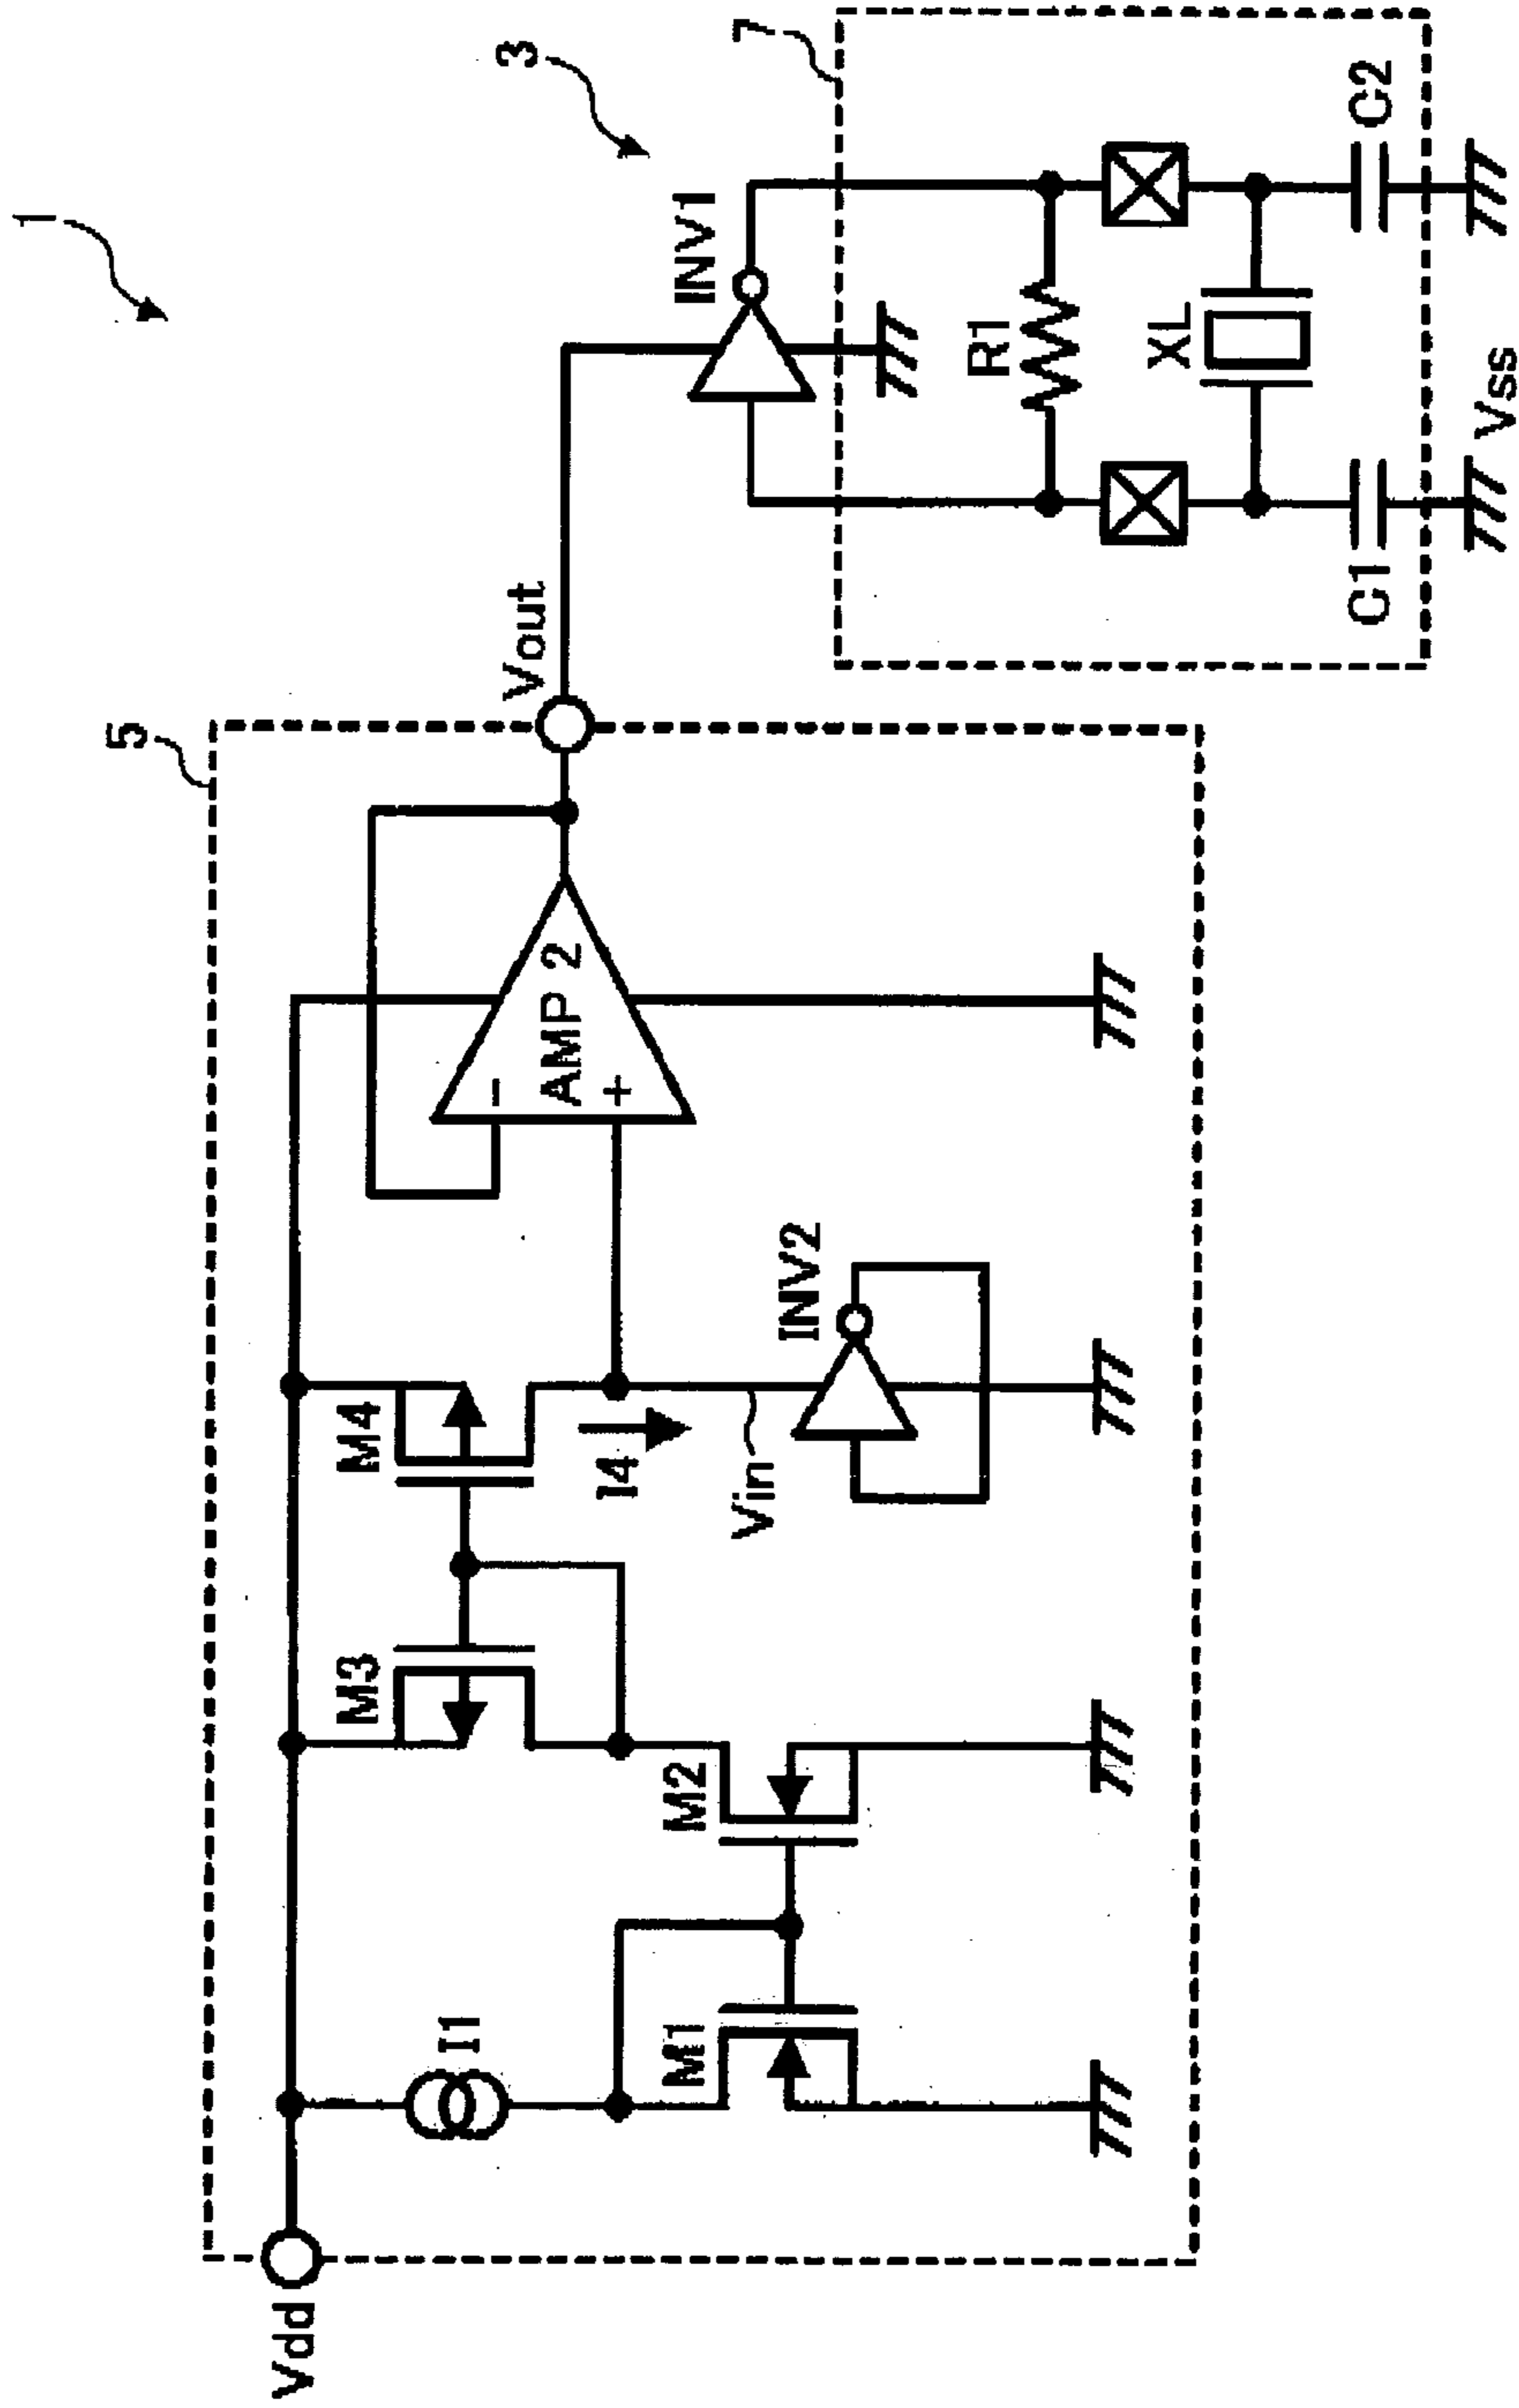 1
3
5
7
Vdd
I1
M1
M2
M3
M4
I4
Vin
INV2
AMP 2
−
+
Vout
INV1
R1
XL
C1
C2
Vss